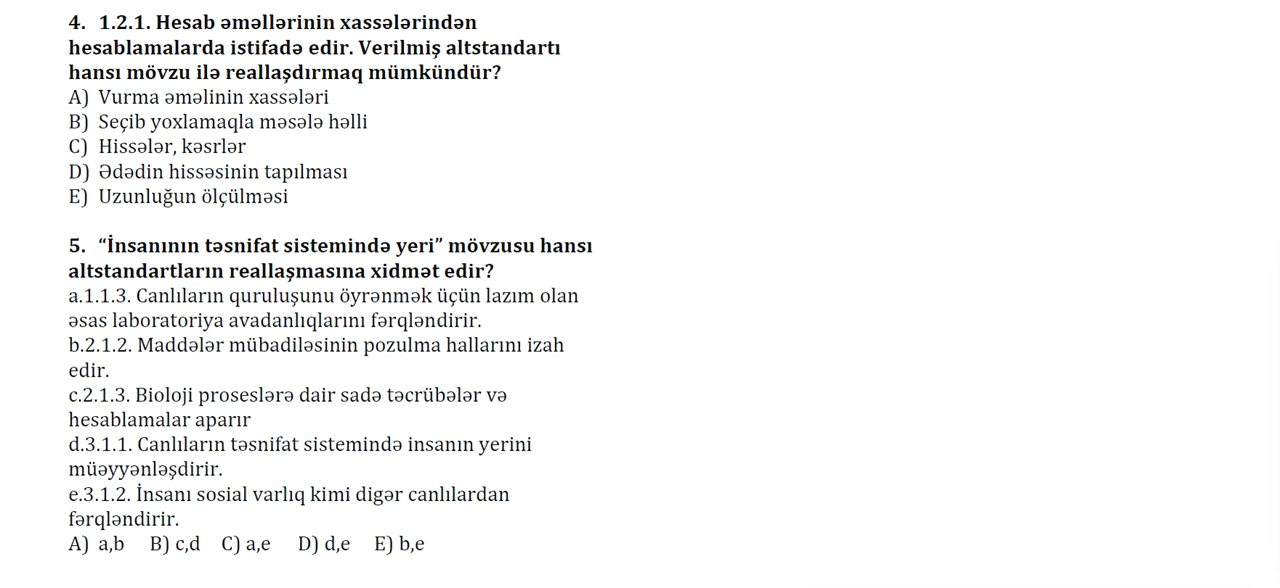 4. 1.2.1. Hesab əməllərinin xassələrindən
hesablamalarda istifadə edir. Verilmiş altstandartı
hansı mövzu ilə reallaşdırmaq mümkündür?
A) Vurma əməlinin xassələri
B) Seçib yoxlamaqla məsələ həlli
C) Hissələr, kəsrlər
D) Ədədin hissəsinin tapılması
E) Uzunluğun ölçülməsi
5. “İnsanının təsnifat sistemində yeri” mövzusu hansı
altstandartların reallaşmasına xidmət edir?
a.1.1.3. Canlıların quruluşunu öyrənmək üçün lazım olan
əsas laboratoriya avadanlıqlarını fərqləndirir.
b.2.1.2. Maddələr mübadiləsinin pozulma hallarını izah
edir.
c.2.1.3. Bioloji proseslərə dair sadə təcrübələr və
hesablamalar aparır
d.3.1.1. Canlıların təsnifat sistemində insanın yerini
müəyyənləşdirir.
e.3.1.2. İnsanı sosial varlıq kimi digər canlılardan
fərqləndirir.
A) a,b B) c,d C) a,e D) d,e E) b,e